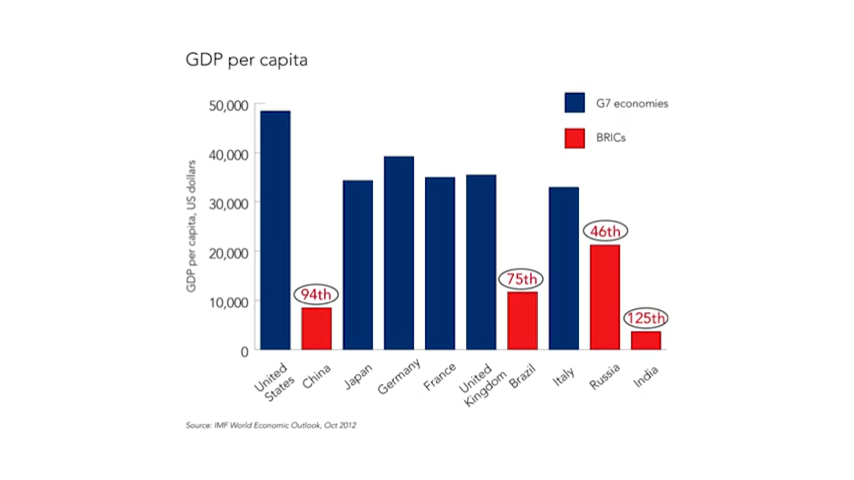 GDP per capita
G7 economies
BRICs
GDP per capita, US dollars
50,000
40,000
30,000
20,000
10,000
0
94th
75th
46th
125th
United
States
China
Japan
Germany
France
United
Kingdom
Brazil
Italy
Russia
India
Source: IMF World Economic Outlook, Oct 2012